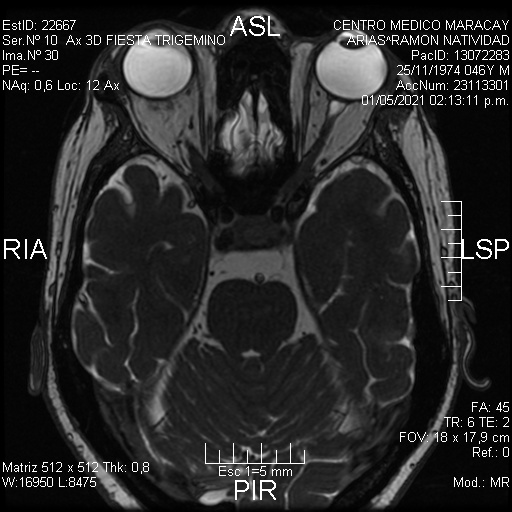 EstID: 22667
Ser.Nº 10 Ax 3D FIESTA TRIGEMINO
Ima.Nº 30
PE= --
NAq: 0,6 Loc: 12 Ax
ASL
CENTRO MEDICO MARACAY
ARIAS^RAMON NATIVIDAD
PacID: 13072283
25/11/1974 046Y M
AccNum: 23113301
01/05/2021 02:13:11 p.m.
RIA
LSP
FA: 45
TR: 6 TE: 2
FOV: 18 x 17,9 cm
Ref.: 0
Matriz 512 x 512 Thk: 0,8
W:16950 L:8475
Esc 1=5 mm
PIR
Mod.: MR